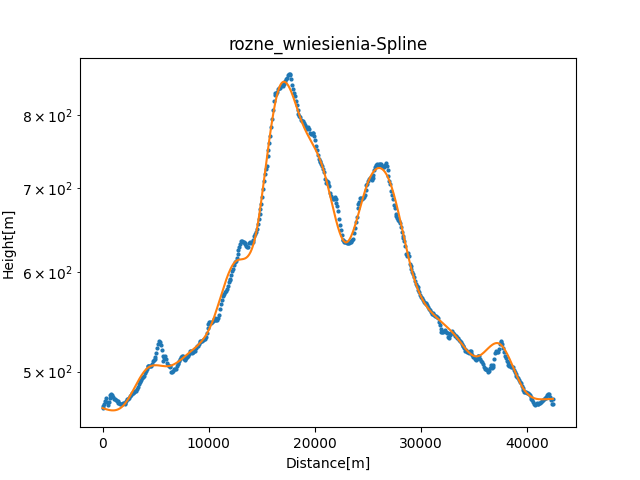 rozne_wniesienia-Spline
8 × 10²
7 × 10²
6 × 10²
5 × 10²
Height[m]
0 10000 20000 30000 40000
Distance[m]